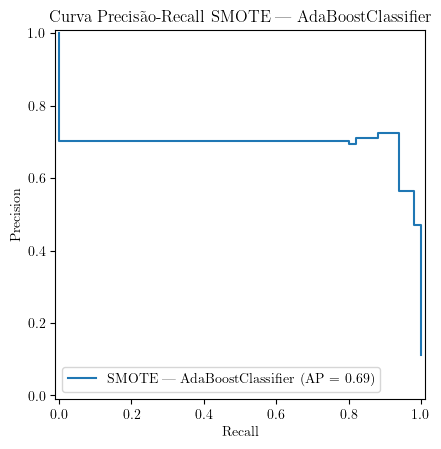 Curva Precisão-Recall SMOTE — AdaBoostClassifier
1.0
0.8
0.6
0.4
0.2
0.0
Precision
SMOTE — AdaBoostClassifier (AP = 0.69)
0.0 0.2 0.4 0.6 0.8 1.0
Recall